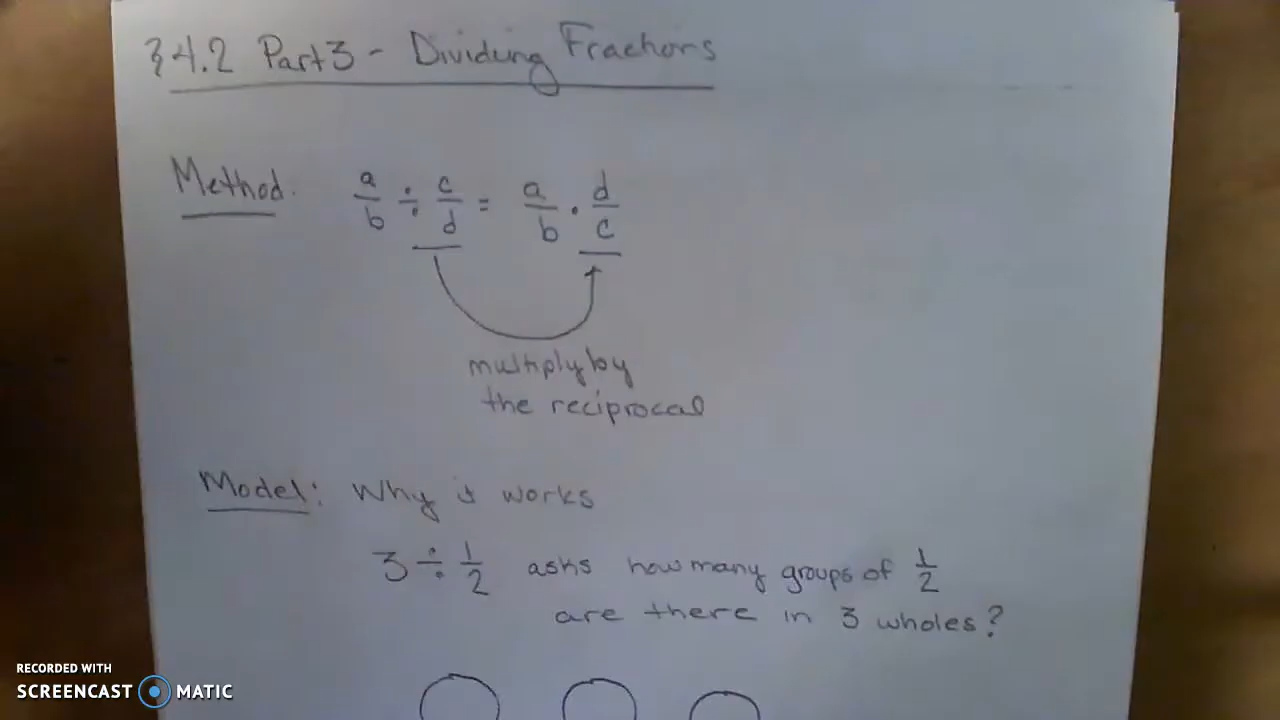 §4.2 Part 3 - Dividing Fractions
Method: a/b ÷ c/d = a/b · d/c
multiply by
the reciprocal
Model: Why it works
3 ÷ 1/2 asks how many groups of 1/2
are there in 3 wholes?
RECORDED WITH
SCREENCAST MATIC